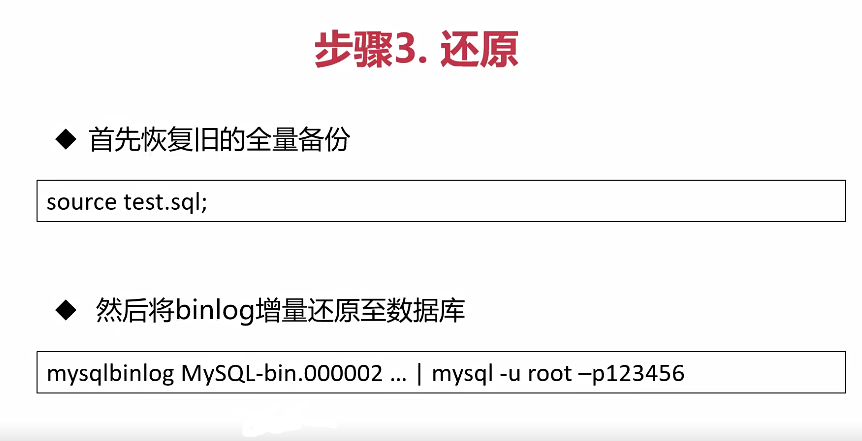 步骤3. 还原
◆ 首先恢复旧的全量备份
source test.sql;
◆ 然后将binlog增量还原至数据库
mysqlbinlog MySQL-bin.000002 ... | mysql -u root –p123456